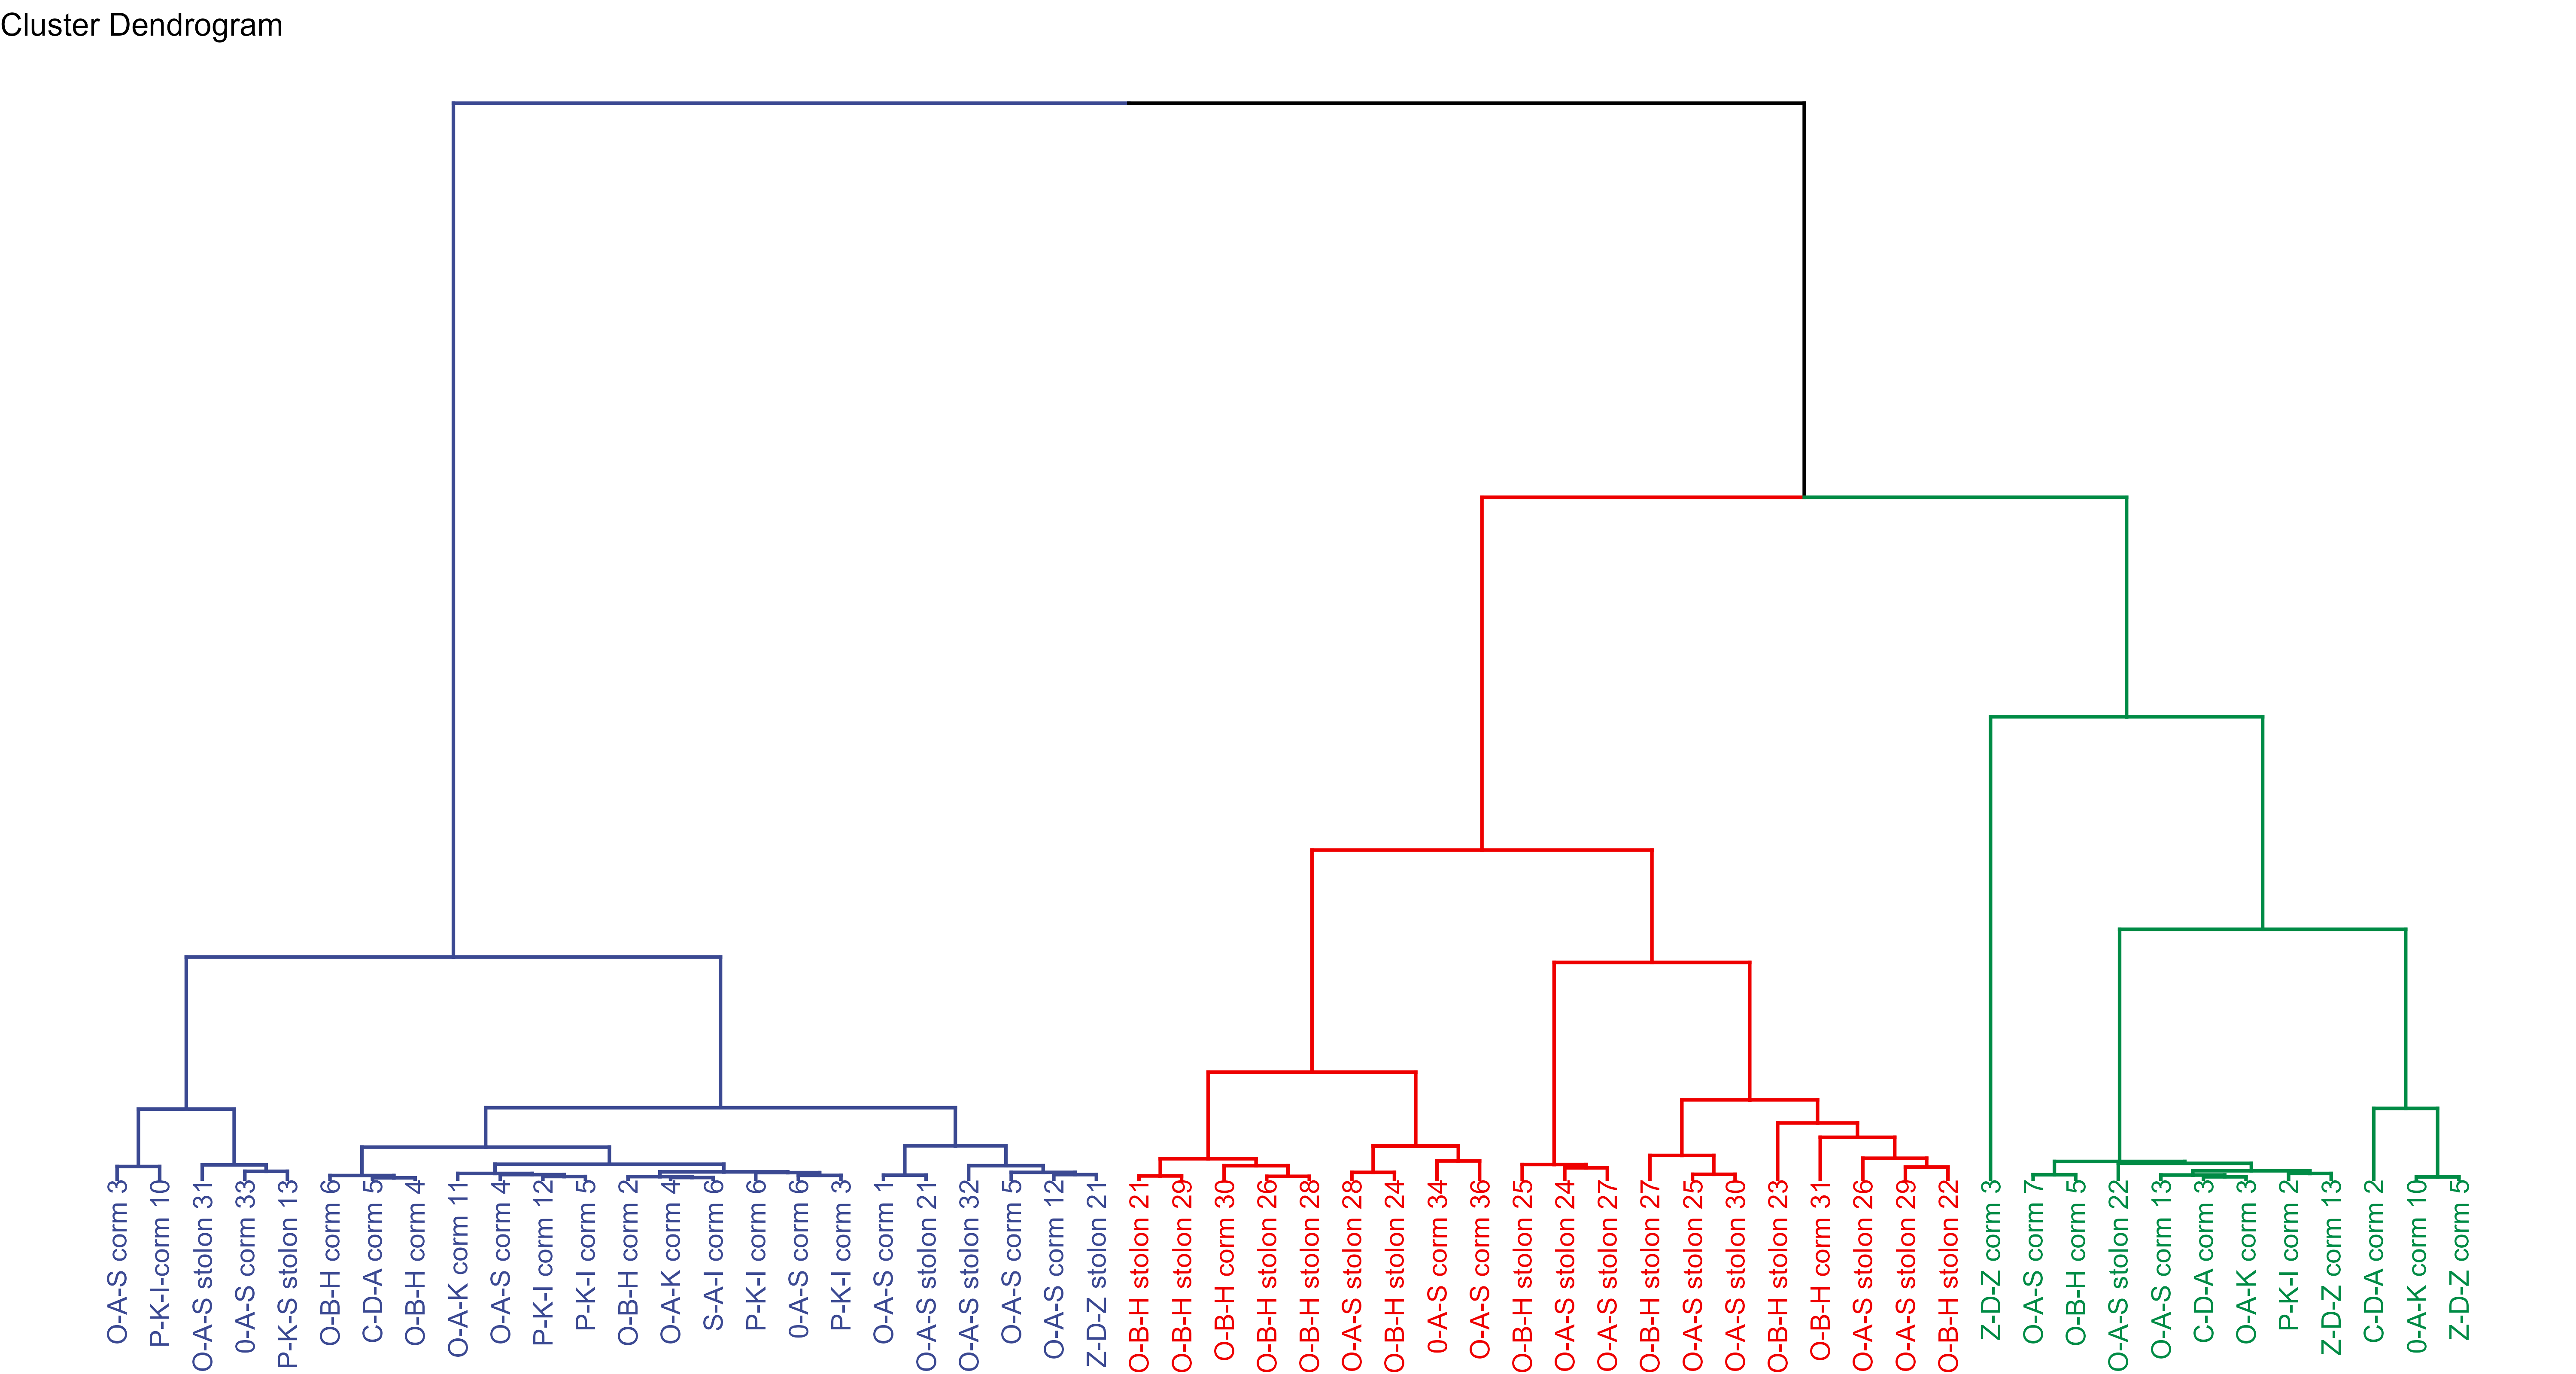 Cluster Dendrogram
O-A-S corm 3
P-K-I-corm 10
O-A-S stolon 31
0-A-S corm 33
P-K-S stolon 13
O-B-H corm 6
C-D-A corm 5
O-B-H corm 4
O-A-K corm 11
O-A-S corm 4
P-K-I corm 12
P-K-I corm 5
O-B-H corm 2
O-A-K corm 4
S-A-I corm 6
P-K-I corm 6
0-A-S corm 6
P-K-I corm 3
O-A-S corm 1
O-A-S stolon 21
O-A-S stolon 32
O-A-S corm 5
O-A-S corm 12
Z-D-Z stolon 21
O-B-H stolon 21
O-B-H stolon 29
O-B-H corm 30
O-B-H stolon 26
O-B-H stolon 28
O-A-S stolon 28
O-B-H stolon 24
0-A-S corm 34
O-A-S corm 36
O-B-H stolon 25
O-A-S stolon 24
O-A-S stolon 27
O-B-H stolon 27
O-A-S stolon 25
O-A-S stolon 30
O-B-H stolon 23
O-B-H corm 31
O-A-S stolon 26
O-A-S stolon 29
O-B-H stolon 22
Z-D-Z corm 3
O-A-S corm 7
O-B-H corm 5
O-A-S stolon 22
O-A-S corm 13
C-D-A corm 3
O-A-K corm 3
P-K-I corm 2
Z-D-Z corm 13
C-D-A corm 2
0-A-K corm 10
Z-D-Z corm 5